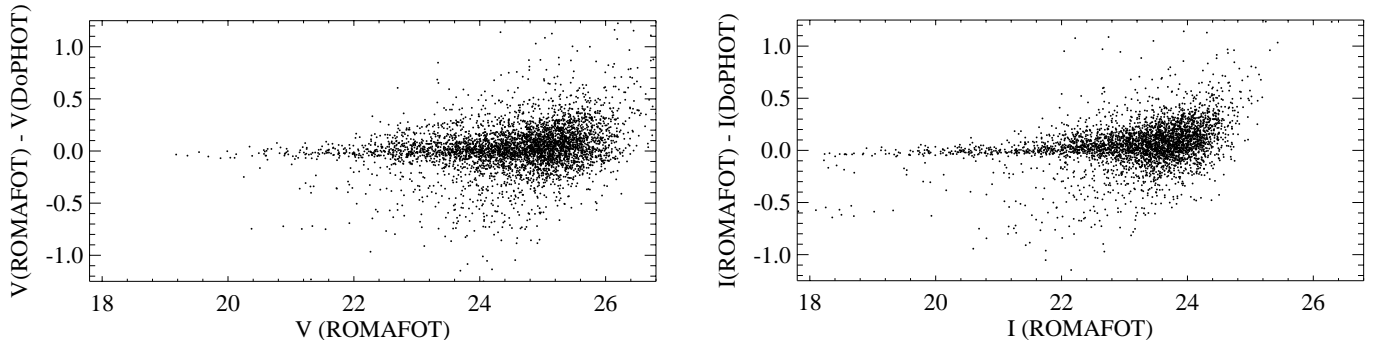 V(ROMAFOT) - V(DoPHOT)
1.0
0.5
0.0
-0.5
-1.0
18 20 22 24 26
V (ROMAFOT)
I(ROMAFOT) - I(DoPHOT)
1.0
0.5
0.0
-0.5
-1.0
18 20 22 24 26
I (ROMAFOT)